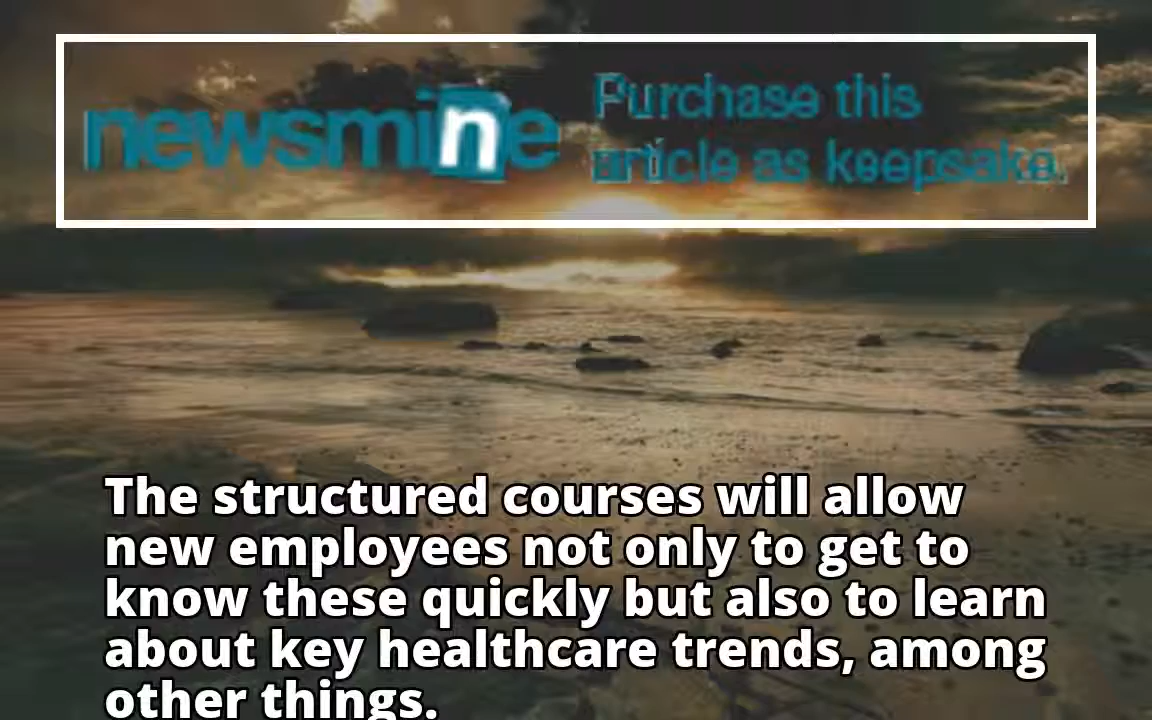 newsmine
Purchase this
article as keepsake.
The structured courses will allow
new employees not only to get to
know these quickly but also to learn
about key healthcare trends, among
other things.